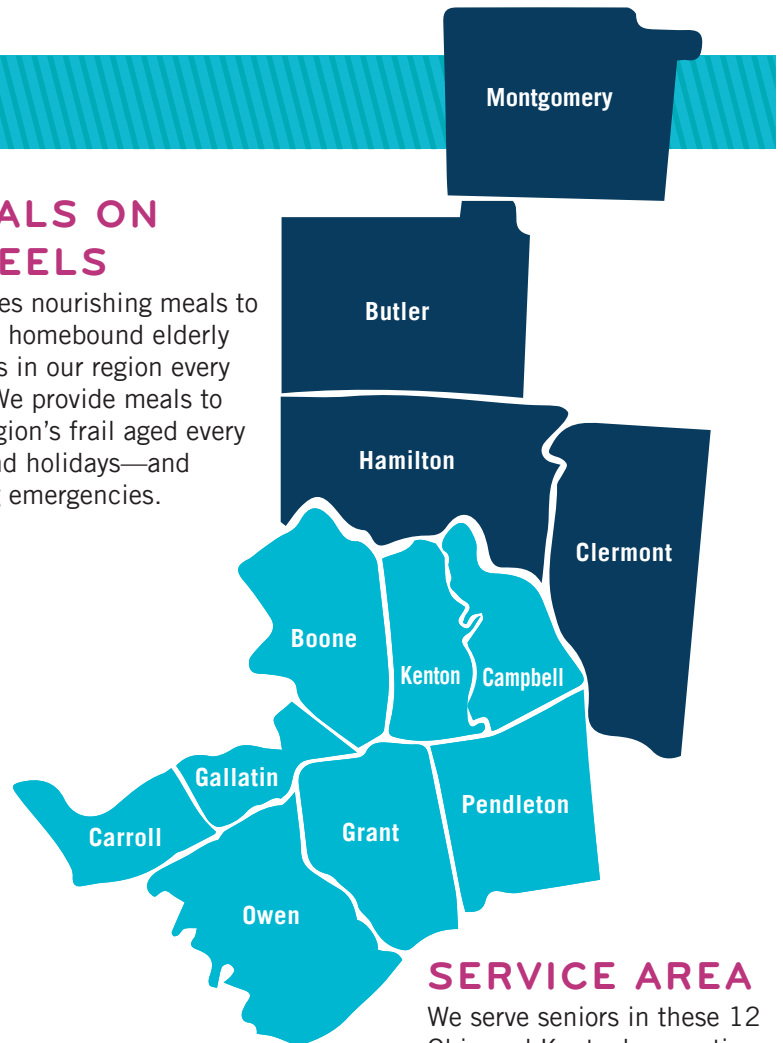 Montgomery
ALS ON
EELS
es nourishing meals to
homebound elderly
s in our region every
We provide meals to
gion's frail aged every
nd holidays—and
emergencies.
Butler
Hamilton
Clermont
Boone
Kenton
Campbell
Gallatin
Pendleton
Carroll
Grant
Owen
SERVICE AREA
We serve seniors in these 12